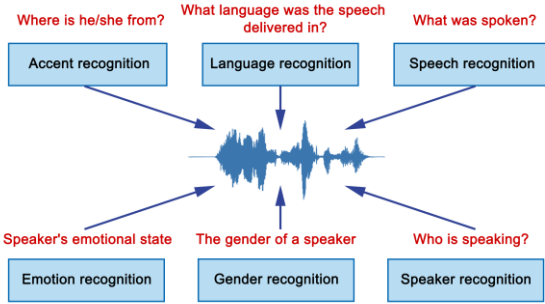 Where is he/she from?
What language was the speech
delivered in?
What was spoken?
Accent recognition
Language recognition
Speech recognition
Speaker's emotional state
The gender of a speaker
Who is speaking?
Emotion recognition
Gender recognition
Speaker recognition